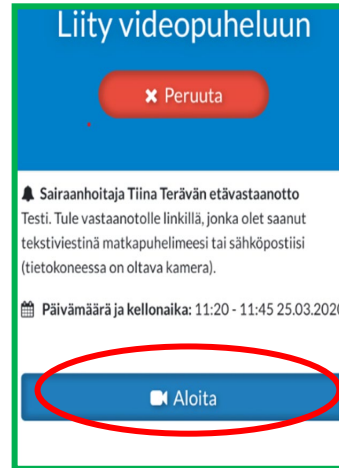 Liity videopuheluun
Peruuta
Sairaanhoitaja Tiina Terävän etävastaanotto
Testi. Tule vastaanotolle linkillä, jonka olet saanut
tekstiviestinä matkapuhelimeesi tai sähköpostiisi
(tietokoneessa on oltava kamera).
Päivämäärä ja kellonaika: 11:20 - 11:45 25.03.2020
Aloita